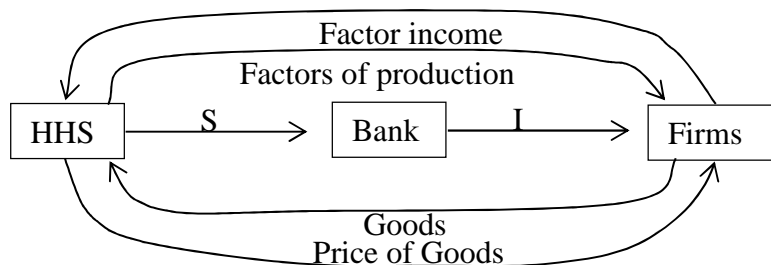 Factor income
Factors of production
HHS
S
Bank
I
Firms
Goods
Price of Goods